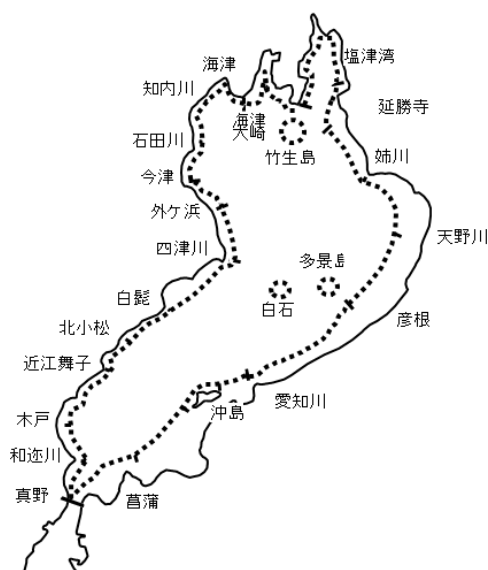 塩津湾
海津
知内川
延勝寺
海津
大崎
石田川
竹生島
姉川
今津
外ケ浜
天野川
四津川
多景島
白髭
白石
彦根
北小松
近江舞子
愛知川
沖島
木戸
和迩川
真野
菖蒲